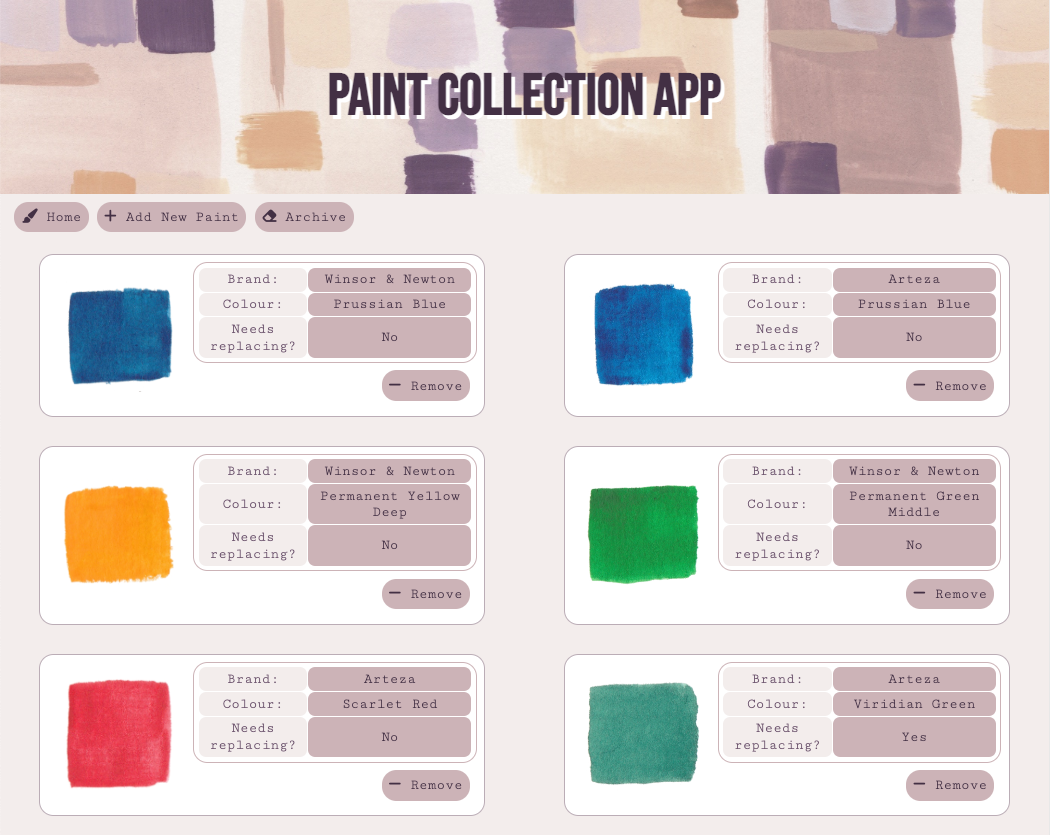 PAINT COLLECTION APP
Home
Add New Paint
Archive
Brand: Winsor & Newton
Colour: Prussian Blue
Needs
replacing?
No
Remove
Brand: Arteza
Colour: Prussian Blue
Needs
replacing?
No
Remove
Brand: Winsor & Newton
Colour:
Permanent Yellow
Deep
Needs
replacing?
No
Remove
Brand: Winsor & Newton
Colour:
Permanent Green
Middle
Needs
replacing?
No
Remove
Brand: Arteza
Colour: Scarlet Red
Needs
replacing?
No
Remove
Brand: Arteza
Colour: Viridian Green
Needs
replacing?
Yes
Remove